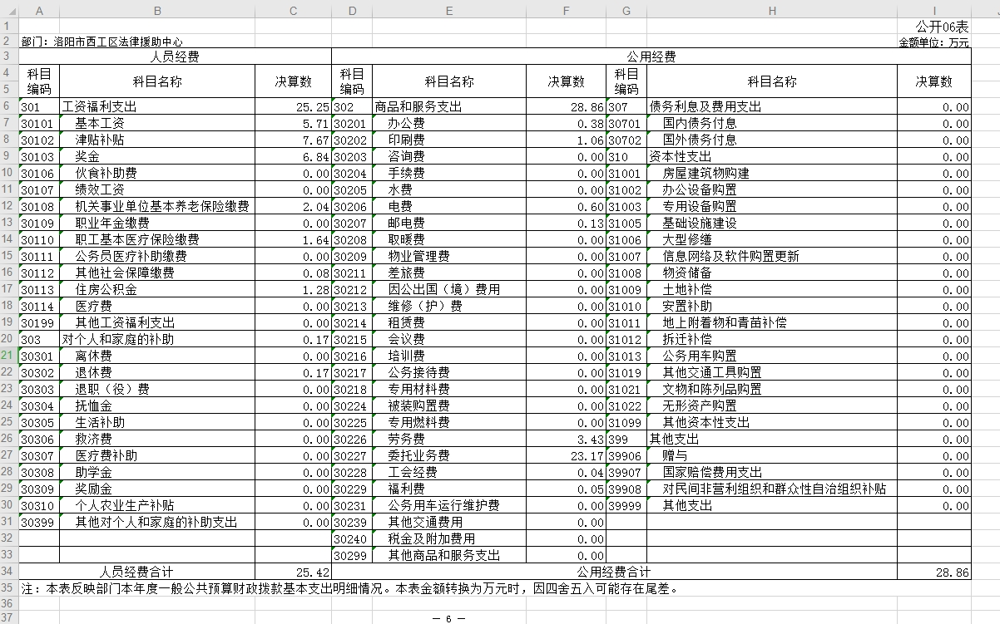 A B C D E F G H I
1 公开06表
2 部门：洛阳市西工区法律援助中心 金额单位：万元
3 人员经费 公用经费
4 科目 科目名称 决算数 科目 科目名称 决算数 科目 科目名称 决算数
5 编码 编码 编码
6 301 工资福利支出 25.25 302 商品和服务支出 28.86 307 债务利息及费用支出 0.00
7 30101 基本工资 5.71 30201 办公费 0.38 30701 国内债务付息 0.00
8 30102 津贴补贴 7.67 30202 印刷费 1.06 30702 国外债务付息 0.00
9 30103 奖金 6.84 30203 咨询费 0.00 310 资本性支出 0.00
10 30106 伙食补助费 0.00 30204 手续费 0.00 31001 房屋建筑物购建 0.00
11 30107 绩效工资 0.00 30205 水费 0.00 31002 办公设备购置 0.00
12 30108 机关事业单位基本养老保险缴费 2.04 30206 电费 0.60 31003 专用设备购置 0.00
13 30109 职业年金缴费 0.00 30207 邮电费 0.13 31005 基础设施建设 0.00
14 30110 职工基本医疗保险缴费 1.64 30208 取暖费 0.00 31006 大型修缮 0.00
15 30111 公务员医疗补助缴费 0.00 30209 物业管理费 0.00 31007 信息网络及软件购置更新 0.00
16 30112 其他社会保障缴费 0.08 30211 差旅费 0.00 31008 物资储备 0.00
17 30113 住房公积金 1.28 30212 因公出国（境）费用 0.00 31009 土地补偿 0.00
18 30114 医疗费 0.00 30213 维修（护）费 0.00 31010 安置补助 0.00
19 30199 其他工资福利支出 0.00 30214 租赁费 0.00 31011 地上附着物和青苗补偿 0.00
20 303 对个人和家庭的补助 0.17 30215 会议费 0.00 31012 拆迁补偿 0.00
21 30301 离休费 0.00 30216 培训费 0.00 31013 公务用车购置 0.00
22 30302 退休费 0.17 30217 公务接待费 0.00 31019 其他交通工具购置 0.00
23 30303 退职（役）费 0.00 30218 专用材料费 0.00 31021 文物和陈列品购置 0.00
24 30304 抚恤金 0.00 30224 被装购置费 0.00 31022 无形资产购置 0.00
25 30305 生活补助 0.00 30225 专用燃料费 0.00 31099 其他资本性支出 0.00
26 30306 救济费 0.00 30226 劳务费 3.43 399 其他支出 0.00
27 30307 医疗费补助 0.00 30227 委托业务费 23.17 39906 赠与 0.00
28 30308 助学金 0.00 30228 工会经费 0.04 39907 国家赔偿费用支出 0.00
29 30309 奖励金 0.00 30229 福利费 0.05 39908 对民间非营利组织和群众性自治组织补贴 0.00
30 30310 个人农业生产补贴 0.00 30231 公务用车运行维护费 0.00 39999 其他支出 0.00
31 30399 其他对个人和家庭的补助支出 0.00 30239 其他交通费用 0.00
32 30240 税金及附加费用 0.00
33 30299 其他商品和服务支出 0.00
34 人员经费合计 25.42 公用经费合计 28.86
35 注：本表反映部门本年度一般公共预算财政拨款基本支出明细情况。本表金额转换为万元时，因四舍五入可能存在尾差。
36
37 — 6 —